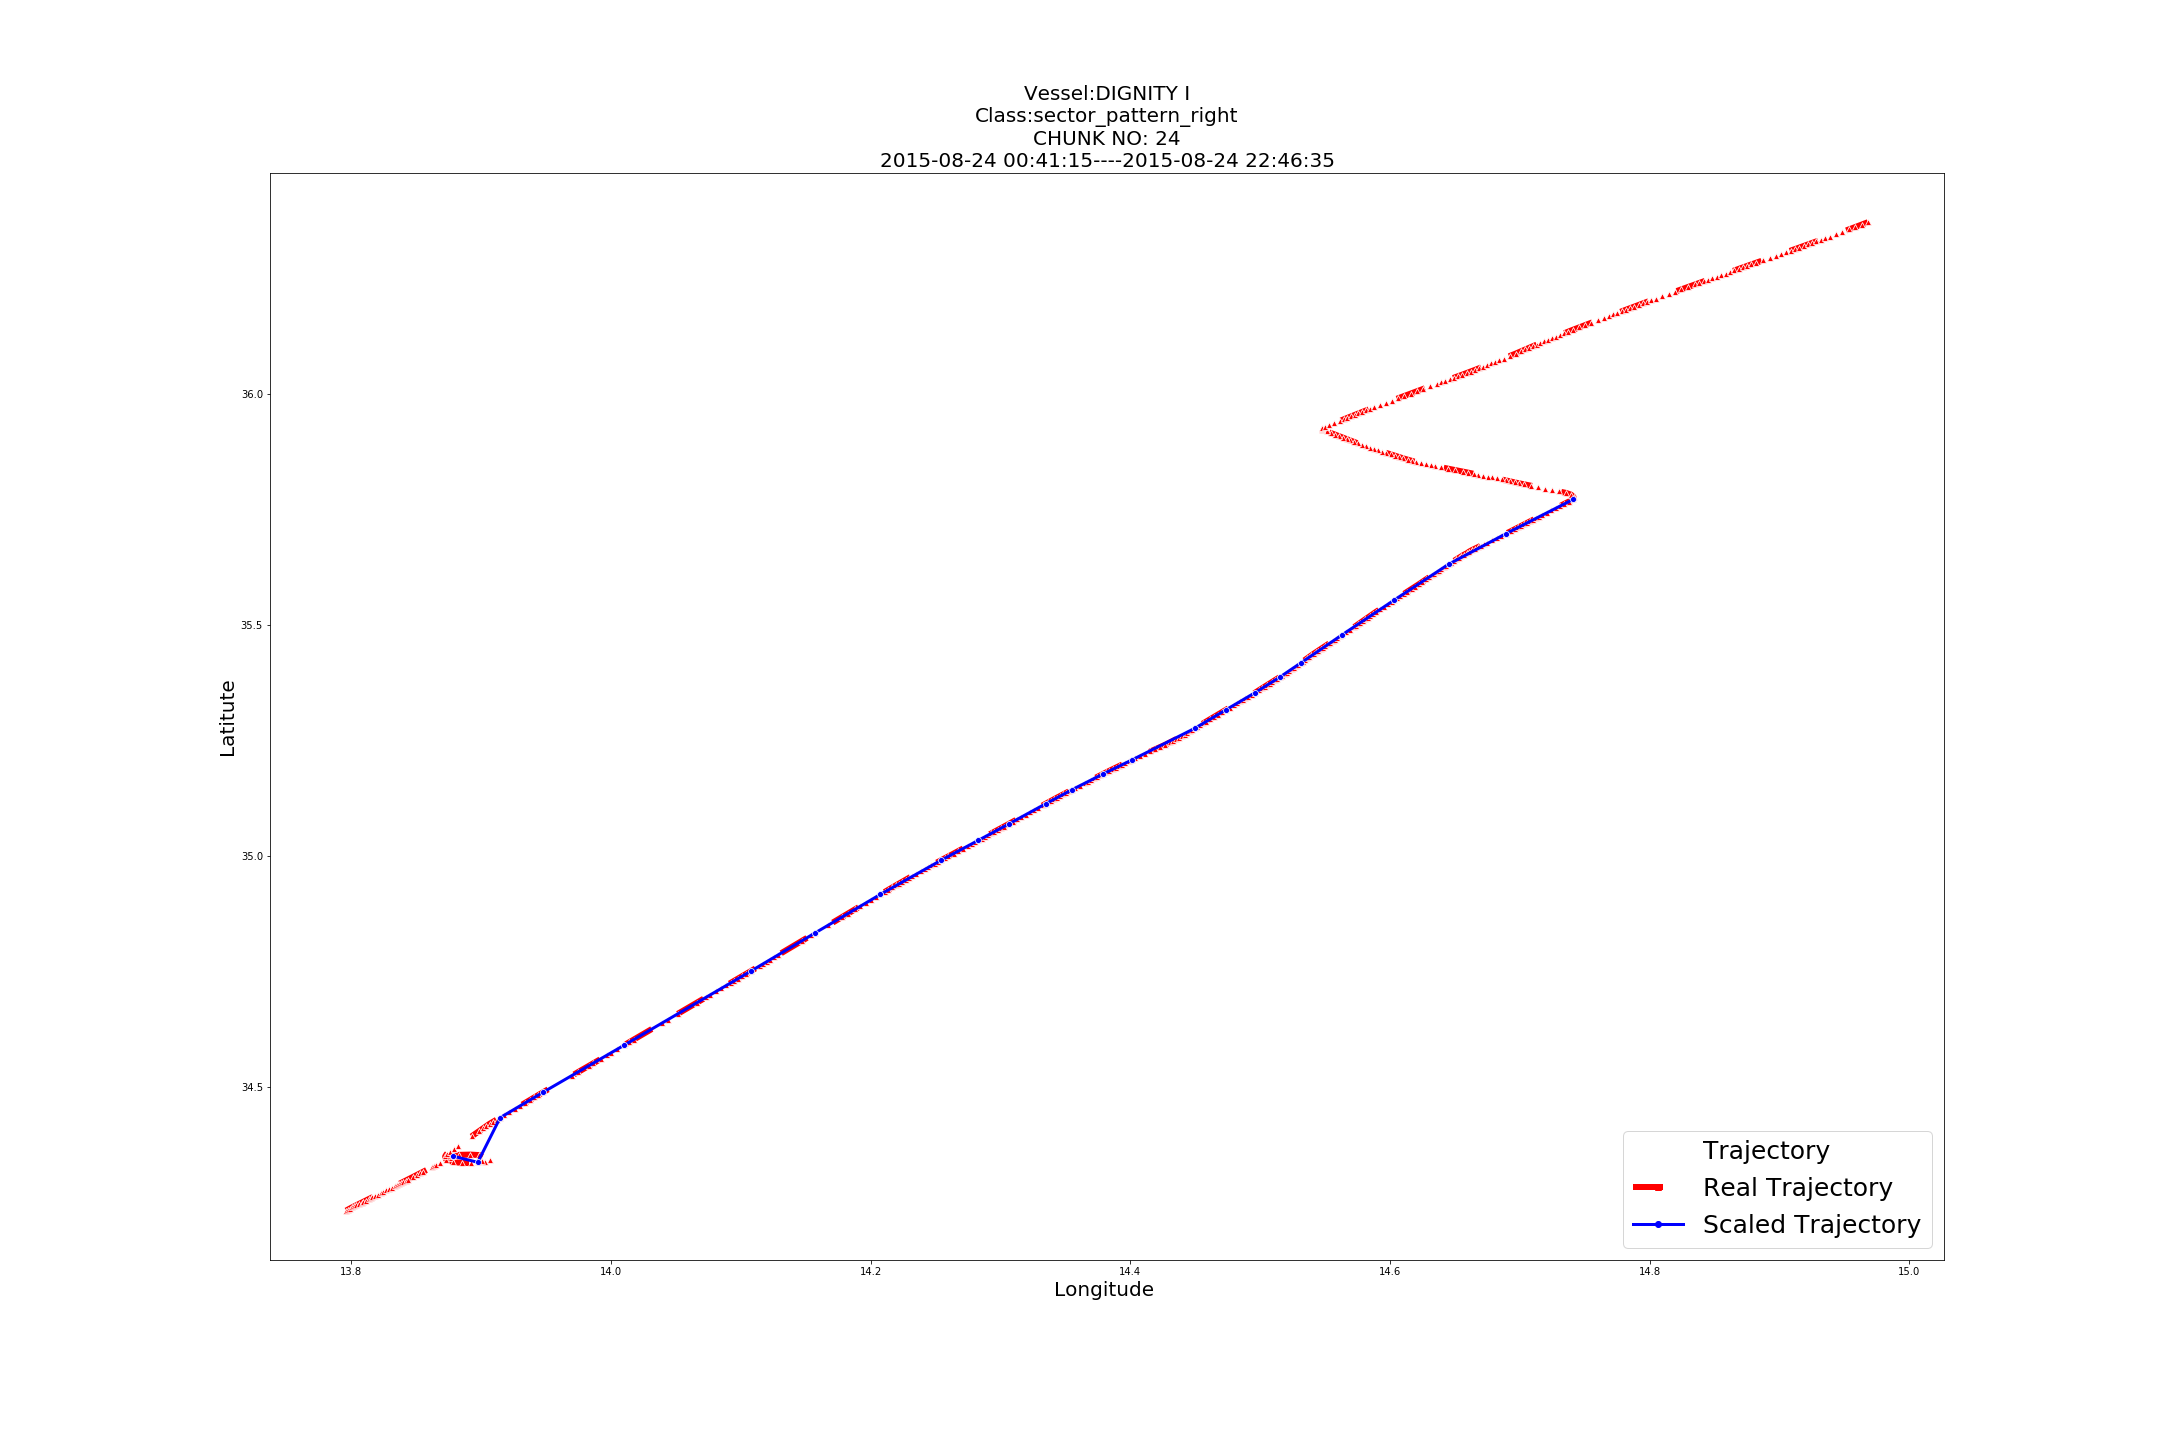 Vessel:DIGNITY I
Class:sector_pattern_right
CHUNK NO: 24
2015-08-24 00:41:15----2015-08-24 22:46:35
Latitute
36.0
35.5
35.0
34.5
13.8
14.0
14.2
14.4
14.6
14.8
15.0
Longitude
Trajectory
Real Trajectory
Scaled Trajectory